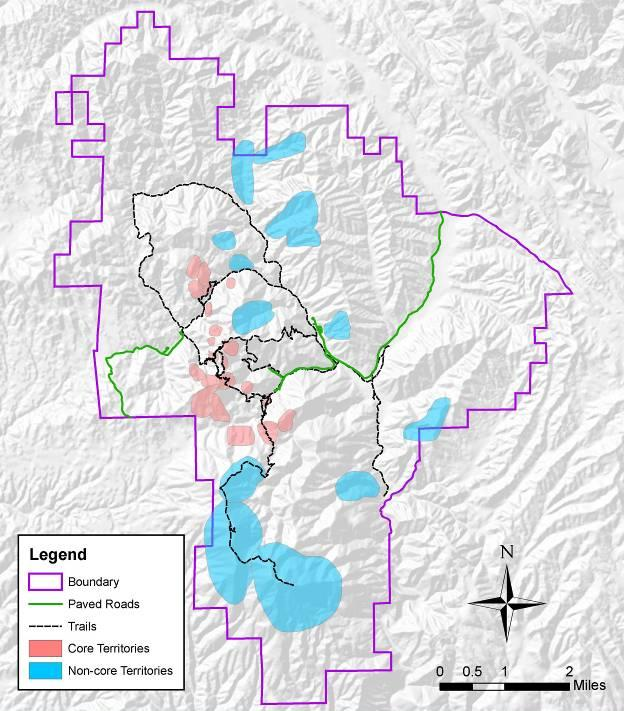 Legend
Boundary
Paved Roads
Trails
Core Territories
Non-core Territories
N
0 0.5 1 2
Miles